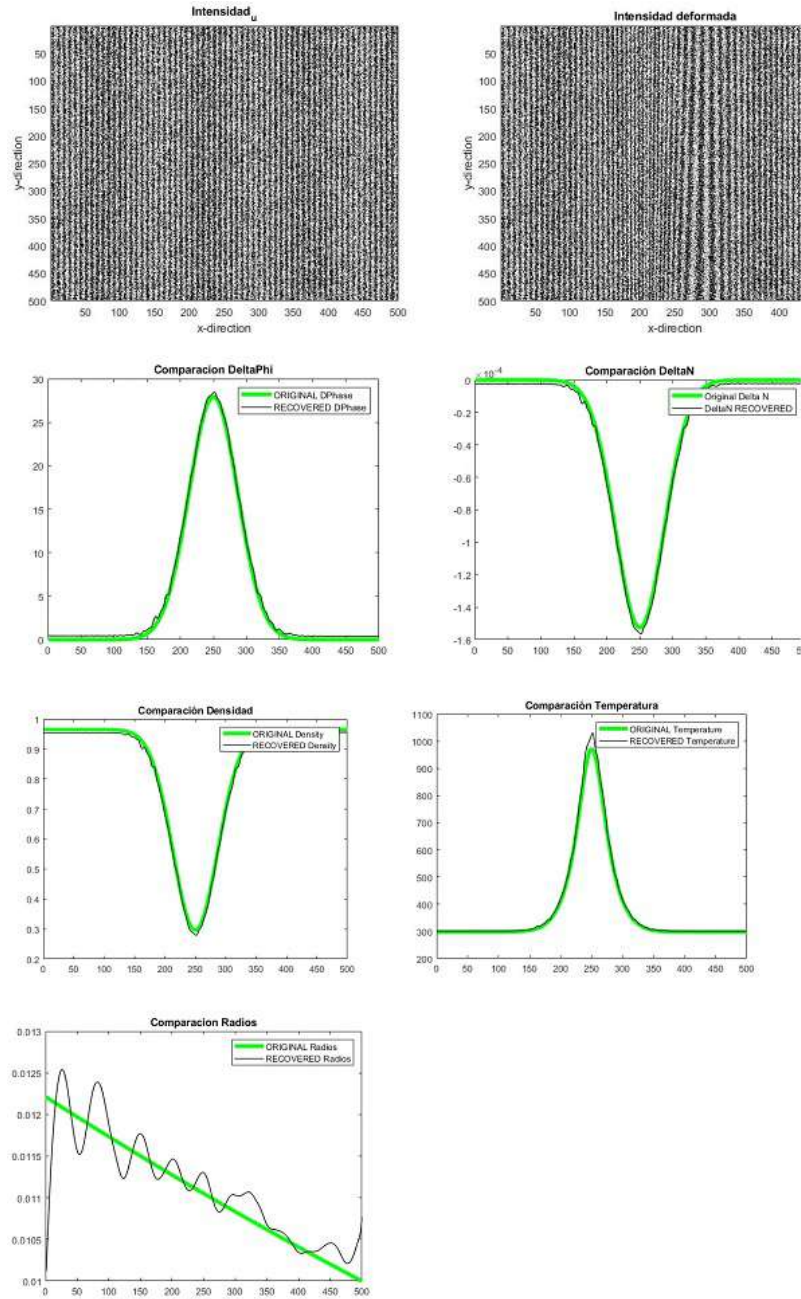 Intensidad_u
50
100
150
200
250
300
350
400
450
500
y-direction
50 100 150 200 250 300 350 400 450 500
x-direction
Intensidad deformada
50
100
150
200
250
300
350
400
450
500
y-direction
50 100 150 200 250 300 350 400
x-direction
Comparacion DeltaPhi
30
25
20
15
10
5
0
0 50 100 150 200 250 300 350 400 450 500
ORIGINAL DPhase
RECOVERED DPhase
Comparación DeltaN
× 10⁻⁴
0
-0.2
-0.4
-0.6
-0.8
-1
-1.2
-1.4
-1.6
0 50 100 150 200 250 300 350 400 450
Original Delta N
DeltaN RECOVERED
Comparación Densidad
1
0.9
0.8
0.7
0.6
0.5
0.4
0.3
0.2
0 50 100 150 200 250 300 350 400 450 500
ORIGINAL Density
RECOVERED Density
Comparación Temperatura
1100
1000
900
800
700
600
500
400
300
200
0 50 100 150 200 250 300 350 400 450 500
ORIGINAL Temperature
RECOVERED Temperature
Comparacion Radios
0.013
0.0125
0.012
0.0115
0.011
0.0105
0.01
0 50 100 150 200 250 300 350 400 450 500
ORIGINAL Radios
RECOVERED Radios